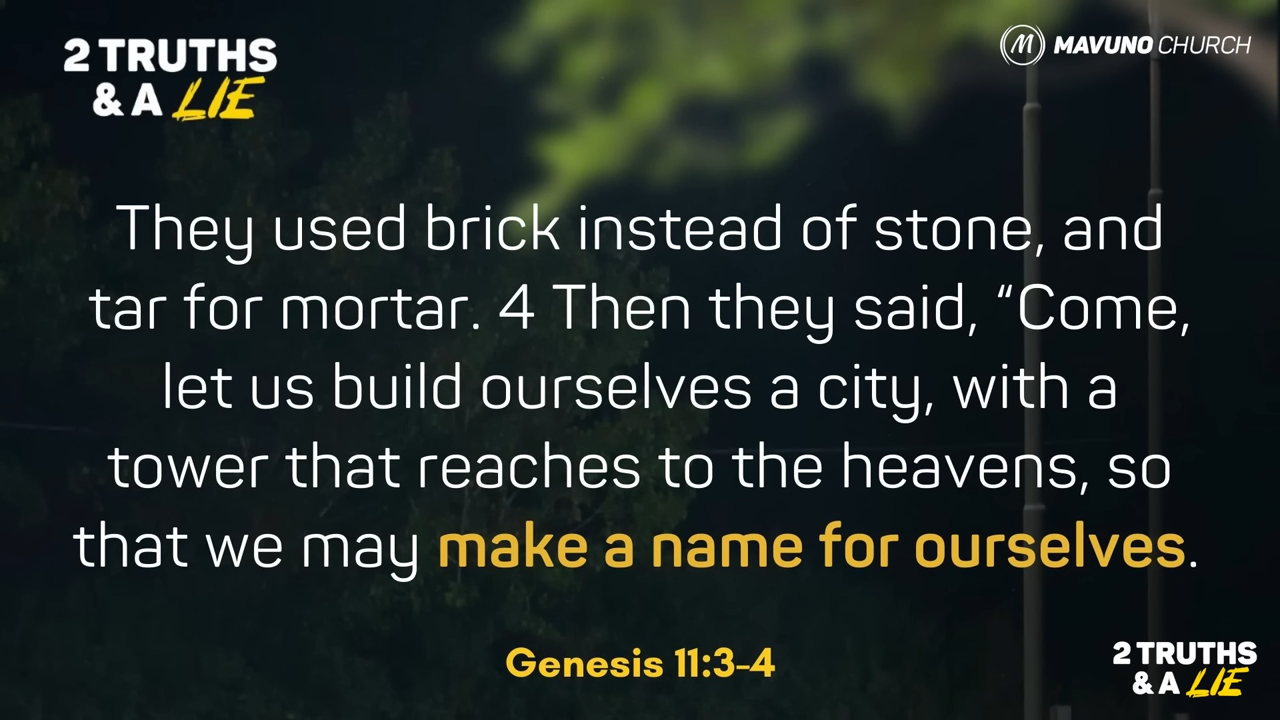 2 TRUTHS
& A LIE
M MAVUNO CHURCH
They used brick instead of stone, and
tar for mortar. 4 Then they said, “Come,
let us build ourselves a city, with a
tower that reaches to the heavens, so
that we may make a name for ourselves.
Genesis 11:3-4
2 TRUTHS
& A LIE